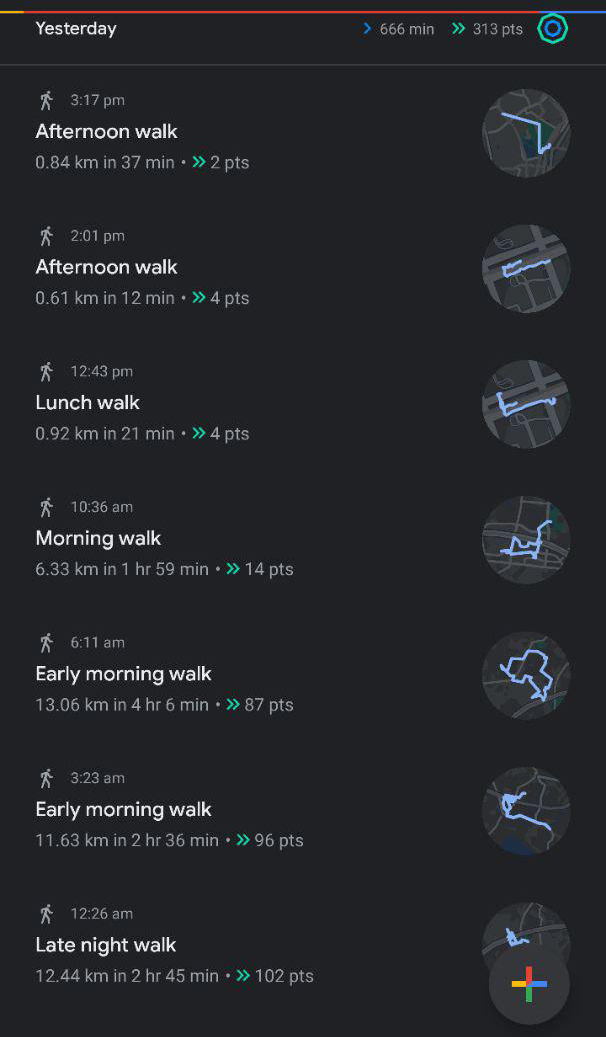 Yesterday 666 min 313 pts
3:17 pm
Afternoon walk
0.84 km in 37 min • 2 pts
2:01 pm
Afternoon walk
0.61 km in 12 min • 4 pts
12:43 pm
Lunch walk
0.92 km in 21 min • 4 pts
10:36 am
Morning walk
6.33 km in 1 hr 59 min • 14 pts
6:11 am
Early morning walk
13.06 km in 4 hr 6 min • 87 pts
3:23 am
Early morning walk
11.63 km in 2 hr 36 min • 96 pts
12:26 am
Late night walk
12.44 km in 2 hr 45 min • 102 pts